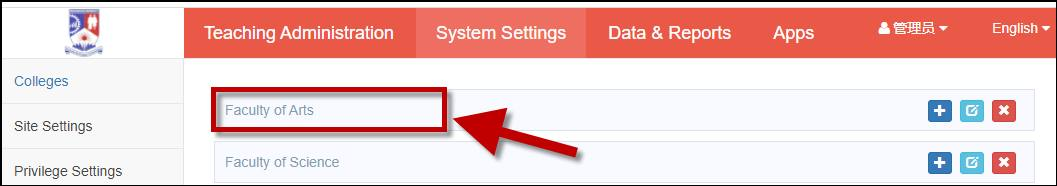 Teaching Administration System Settings Data & Reports Apps 管理员 English
Colleges
Faculty of Arts
Site Settings
Faculty of Science
Privilege Settings